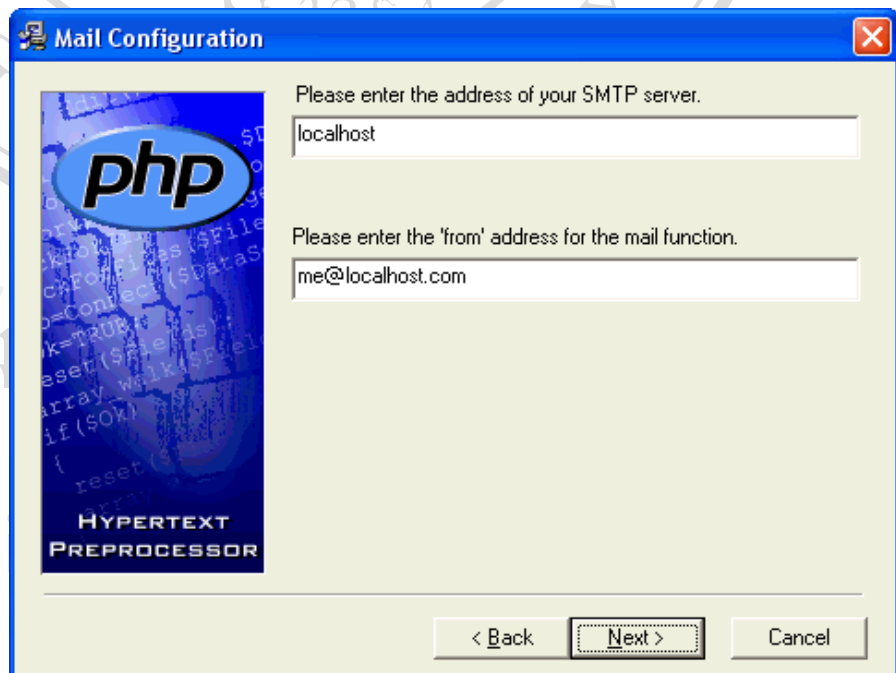 Mail Configuration
Please enter the address of your SMTP server.
localhost
php
Please enter the 'from' address for the mail function.
me@localhost.com
HYPERTEXT
PREPROCESSOR
< Back
Next >
Cancel